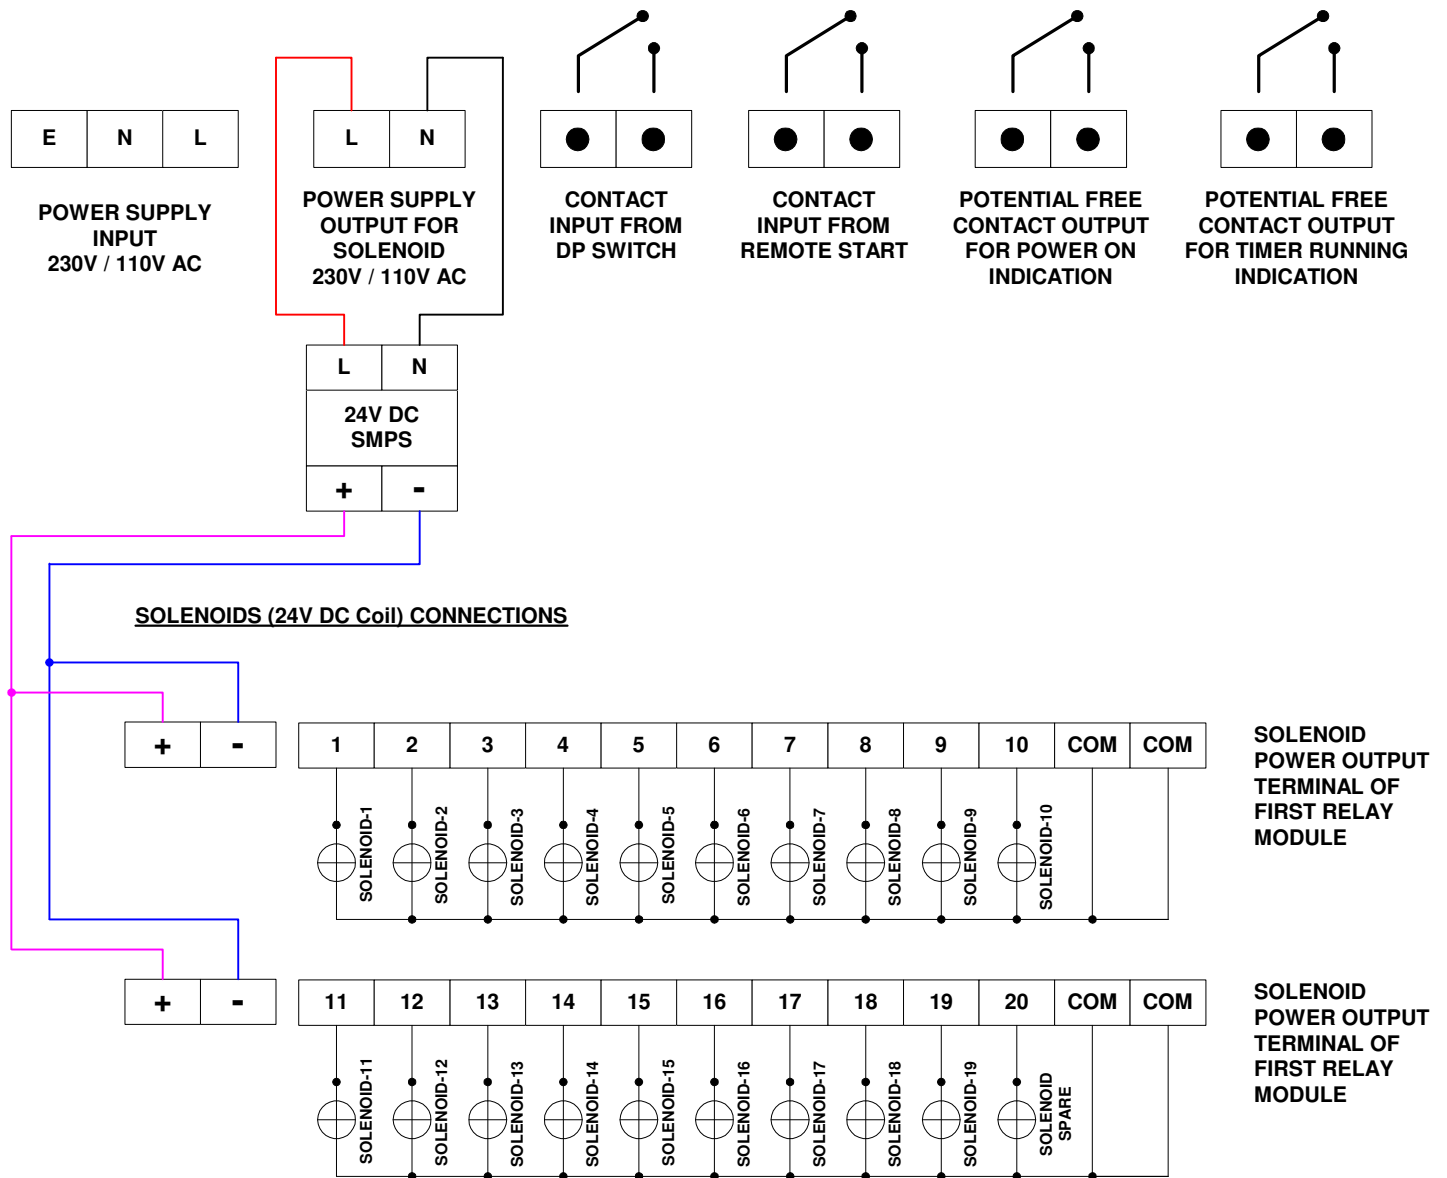 E N L
POWER SUPPLY
INPUT
230V / 110V AC
L N
POWER SUPPLY
OUTPUT FOR
SOLENOID
230V / 110V AC
CONTACT
INPUT FROM
DP SWITCH
CONTACT
INPUT FROM
REMOTE START
POTENTIAL FREE
CONTACT OUTPUT
FOR POWER ON
INDICATION
POTENTIAL FREE
CONTACT OUTPUT
FOR TIMER RUNNING
INDICATION
L N
24V DC
SMPS
+ -
SOLENOIDS (24V DC Coil) CONNECTIONS
+ -
1 2 3 4 5 6 7 8 9 10 COM COM
SOLENOID-1
SOLENOID-2
SOLENOID-3
SOLENOID-4
SOLENOID-5
SOLENOID-6
SOLENOID-7
SOLENOID-8
SOLENOID-9
SOLENOID-10
SOLENOID
POWER OUTPUT
TERMINAL OF
FIRST RELAY
MODULE
+ -
11 12 13 14 15 16 17 18 19 20 COM COM
SOLENOID-11
SOLENOID-12
SOLENOID-13
SOLENOID-14
SOLENOID-15
SOLENOID-16
SOLENOID-17
SOLENOID-18
SOLENOID-19
SOLENOID
SPARE
SOLENOID
POWER OUTPUT
TERMINAL OF
FIRST RELAY
MODULE